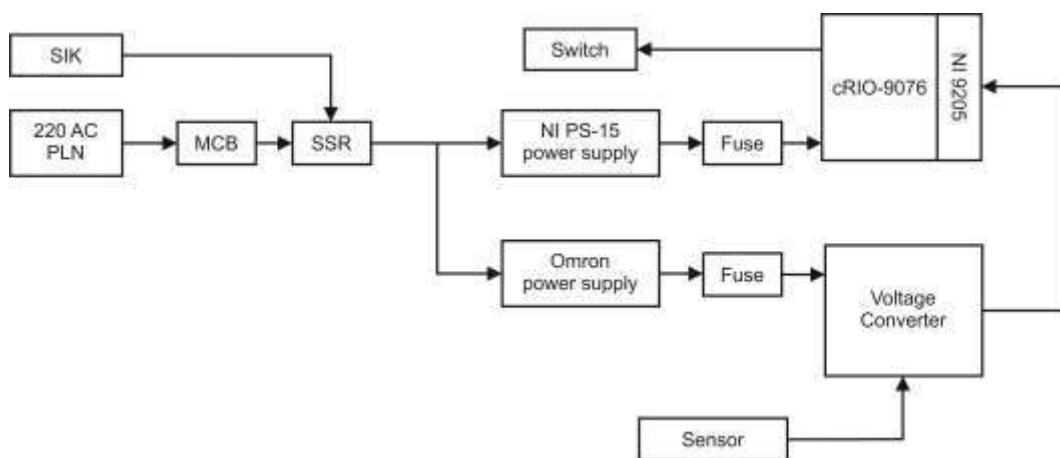 SIK
Switch
cRIO-9076
NI 9205
220 AC
PLN
MCB
SSR
NI PS-15
power supply
Fuse
Omron
power supply
Fuse
Voltage
Converter
Sensor